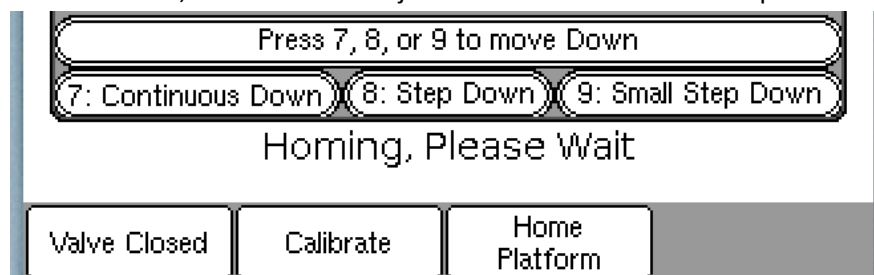 Press 7, 8, or 9 to move Down
7: Continuous Down 8: Step Down 9: Small Step Down
Homing, Please Wait
Valve Closed Calibrate Home Platform